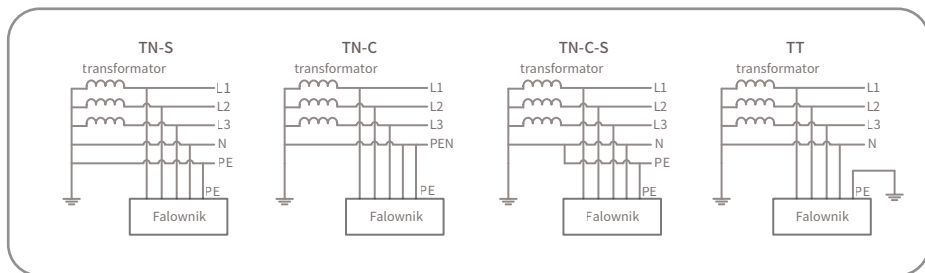 TN-S
transformator
L1
L2
L3
N
PE
PE
Falownik
TN-C
transformator
L1
L2
L3
PEN
PE
Falownik
TN-C-S
transformator
L1
L2
L3
N
PE
PE
Falownik
TT
transformator
L1
L2
L3
N
PE
Falownik